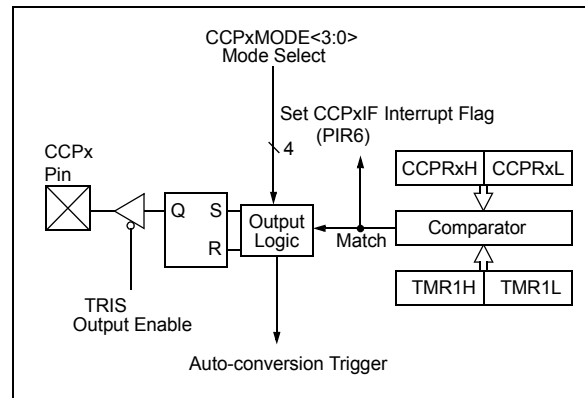 CCPxMODE<3:0>
Mode Select
Set CCPxIF Interrupt Flag
(PIR6)
4
CCPx
Pin
CCPRxH CCPRxL
Q S
R
Output
Logic
Match
Comparator
TRIS
Output Enable
TMR1H TMR1L
Auto-conversion Trigger